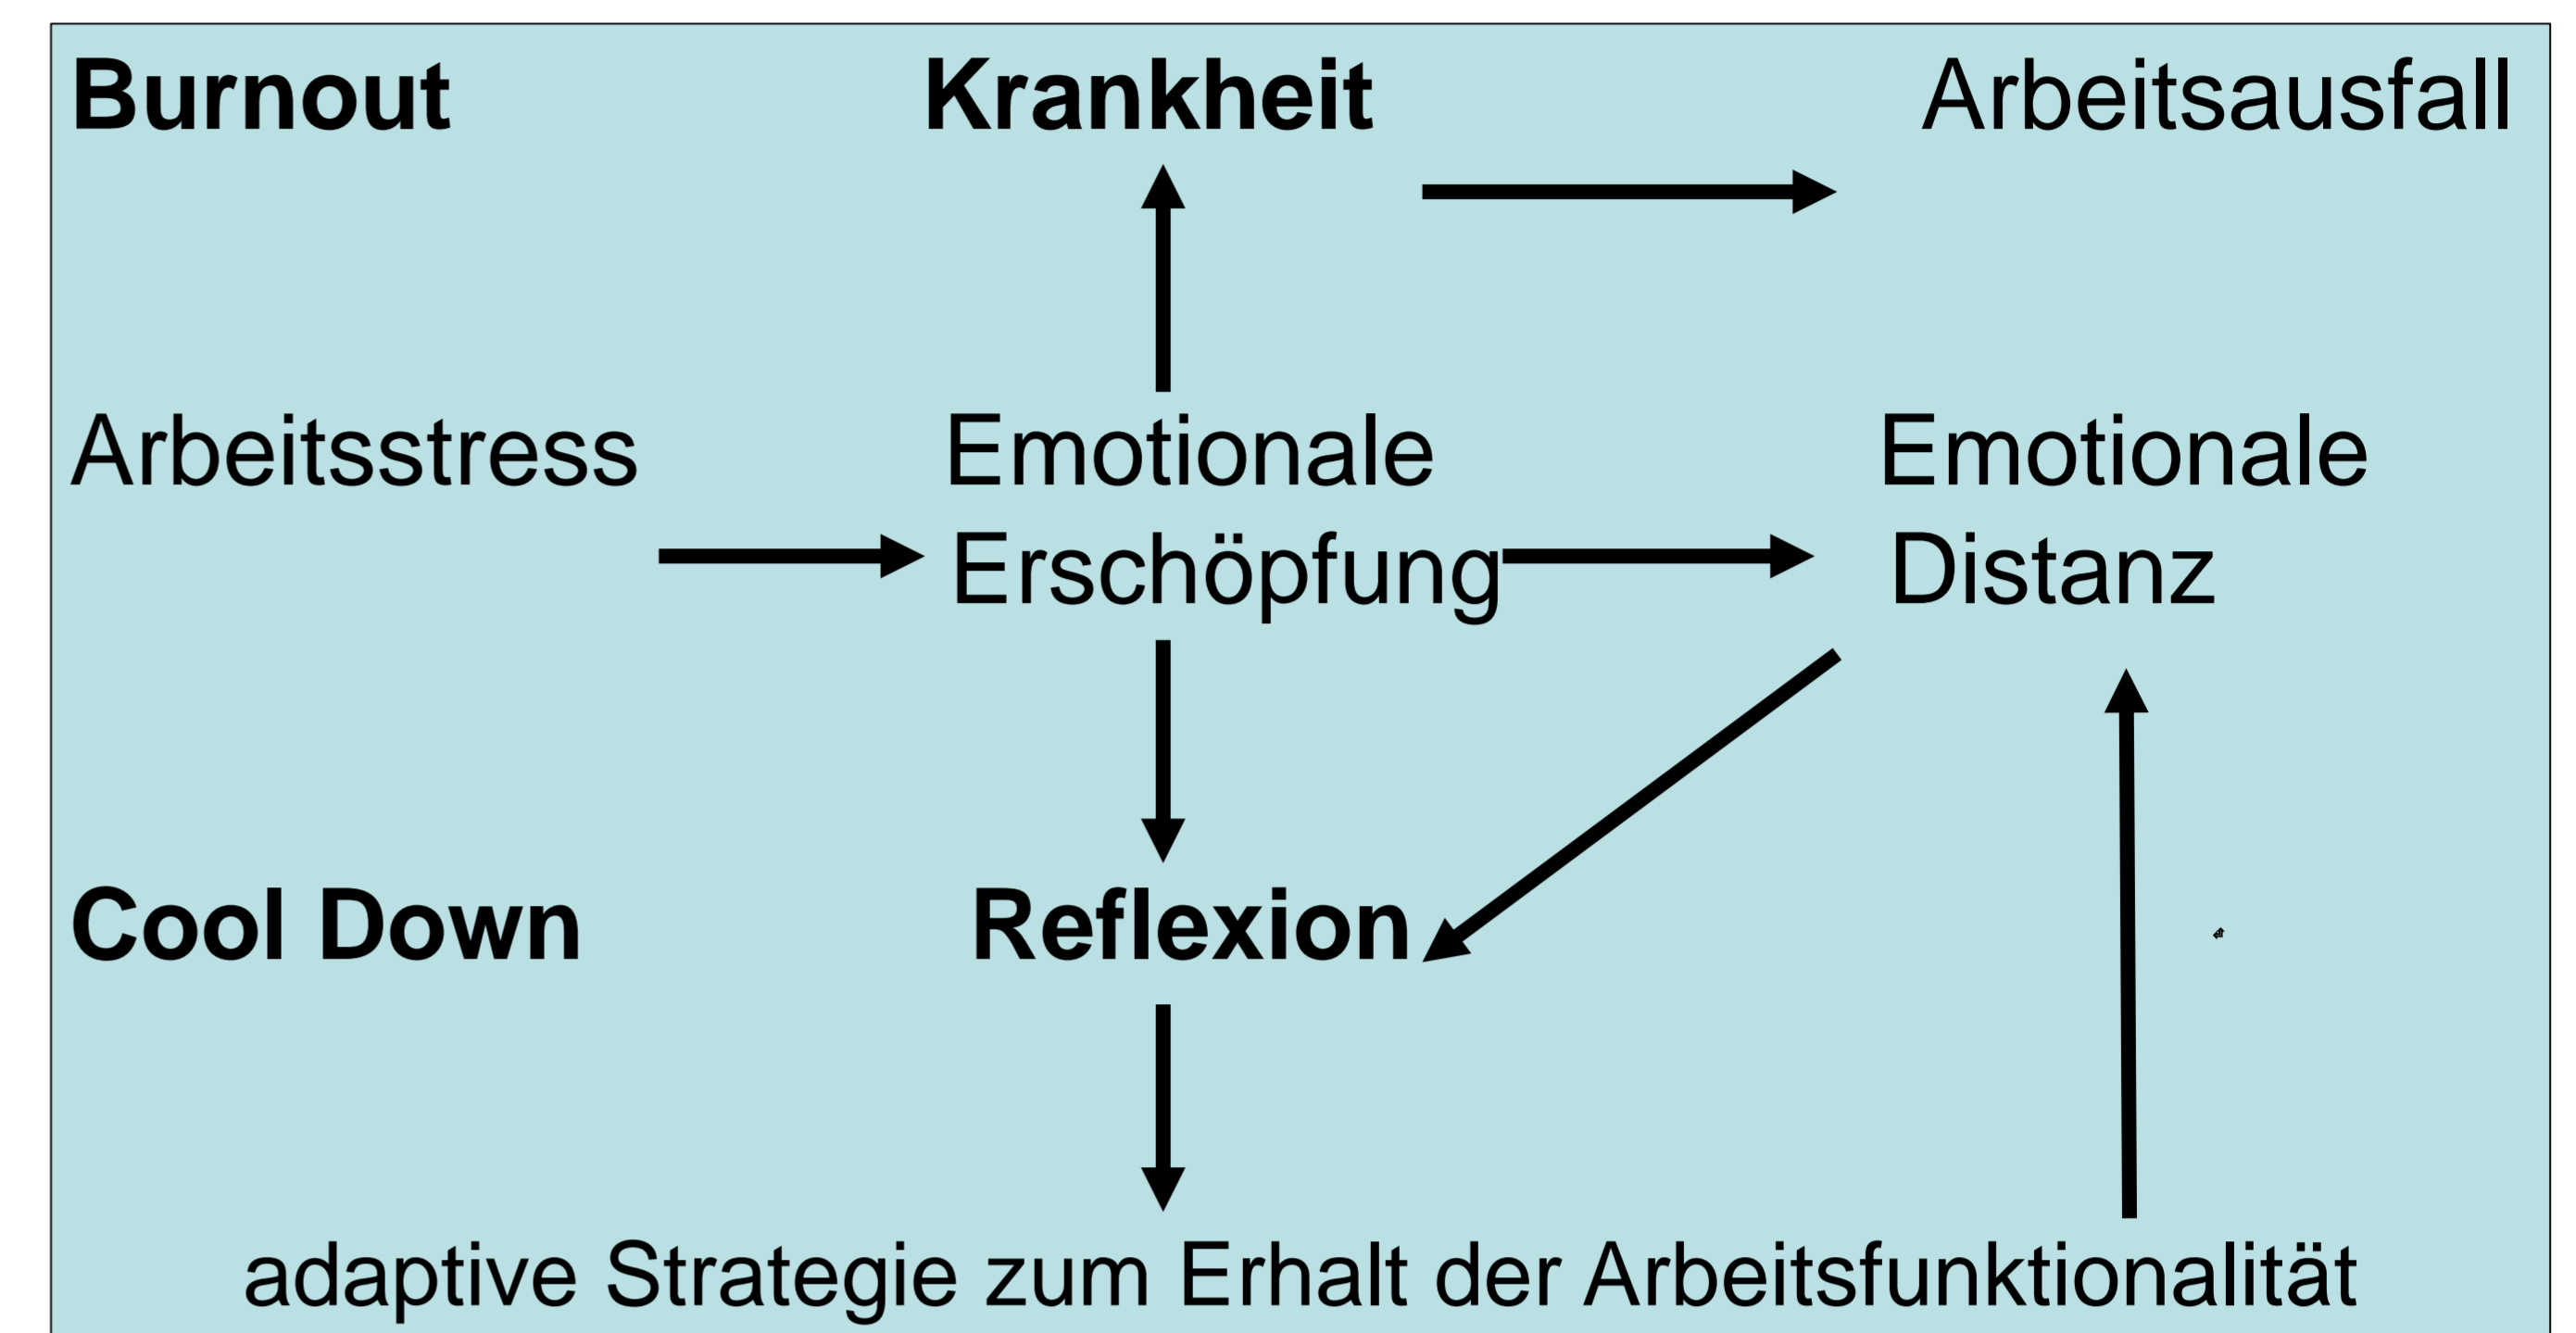 Burnout Krankheit Arbeitsausfall
Arbeitsstress Emotionale Emotionale
Erschöpfung Distanz
Cool Down Reflexion
adaptive Strategie zum Erhalt der Arbeitsfunktionalität